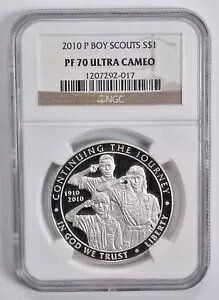 2010 P BOY SCOUTS S$1
PF 70 ULTRA CAMEO
1207292-017
NGC
CONTINUING THE JOURNEY
1910
2010
IN GOD WE TRUST
LIBERTY